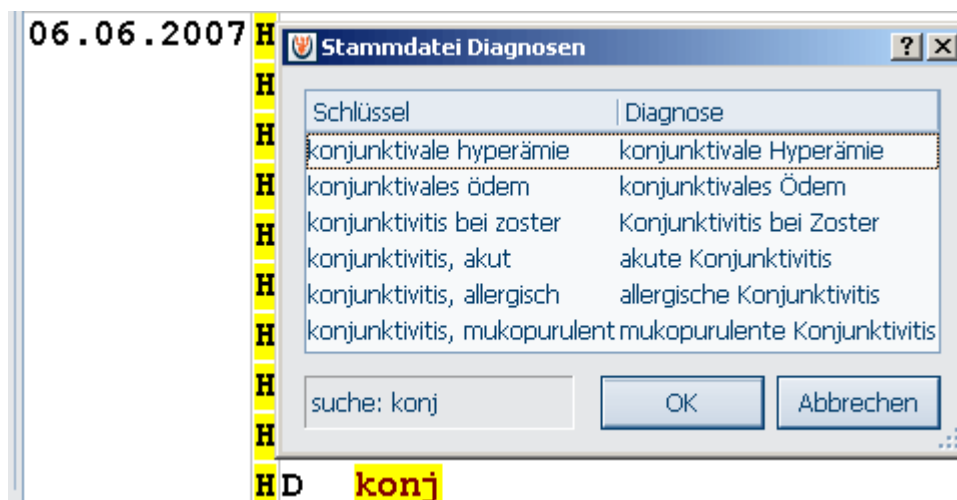 06.06.2007 H
Stammdatei Diagnosen
H
H
Schlüssel Diagnose
konjunktivale hyperämie konjunktivale Hyperämie
H
konjunktivales ödem konjunktivales Ödem
H
konjunktivitis bei zoster Konjunktivitis bei Zoster
konjunktivitis, akut akute Konjunktivitis
H
konjunktivitis, allergisch allergische Konjunktivitis
H
konjunktivitis, mukopurulent mukopurulente Konjunktivitis
H
suche: konj OK Abbrechen
H
H D konj